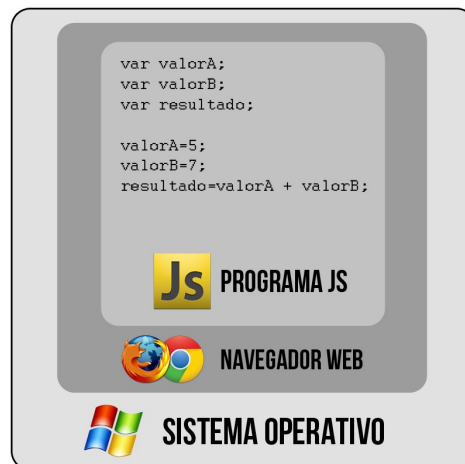 var valorA;
var valorB;
var resultado;
valorA=5;
valorB=7;
resultado=valorA + valorB;
Js PROGRAMA JS
NAVEGADOR WEB
SISTEMA OPERATIVO